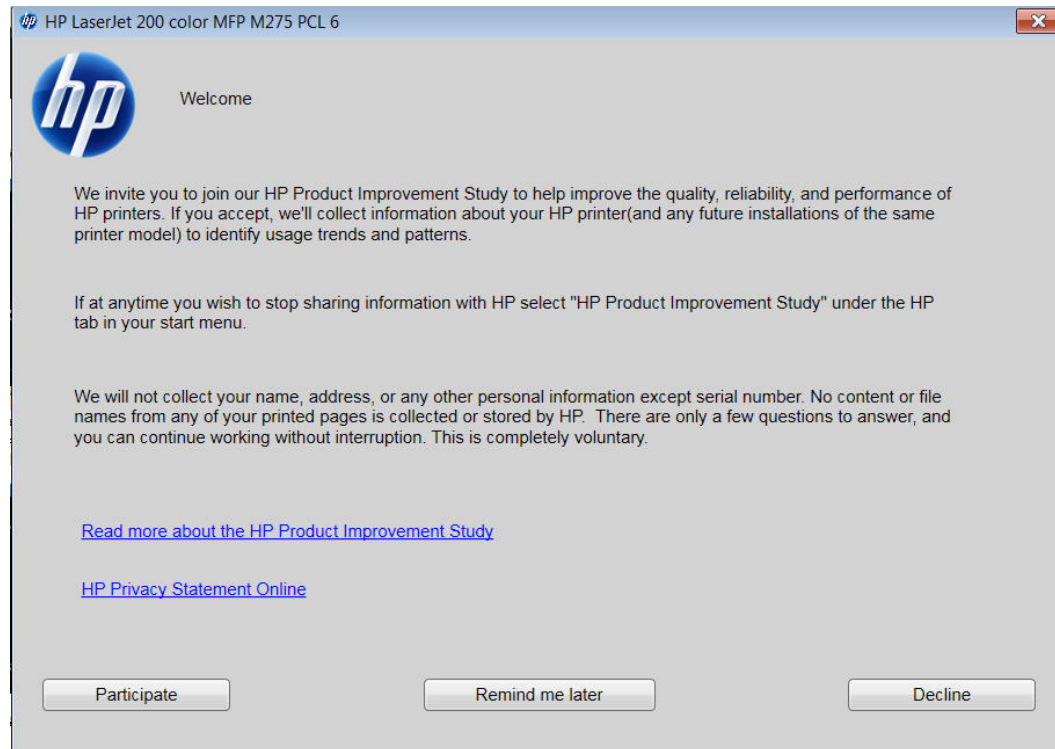 HP LaserJet 200 color MFP M275 PCL 6
hp
Welcome
We invite you to join our HP Product Improvement Study to help improve the quality, reliability, and performance of
HP printers. If you accept, we'll collect information about your HP printer(and any future installations of the same
printer model) to identify usage trends and patterns.
If at anytime you wish to stop sharing information with HP select "HP Product Improvement Study" under the HP
tab in your start menu.
We will not collect your name, address, or any other personal information except serial number. No content or file
names from any of your printed pages is collected or stored by HP.  There are only a few questions to answer, and
you can continue working without interruption. This is completely voluntary.
Read more about the HP Product Improvement Study
HP Privacy Statement Online
Participate
Remind me later
Decline